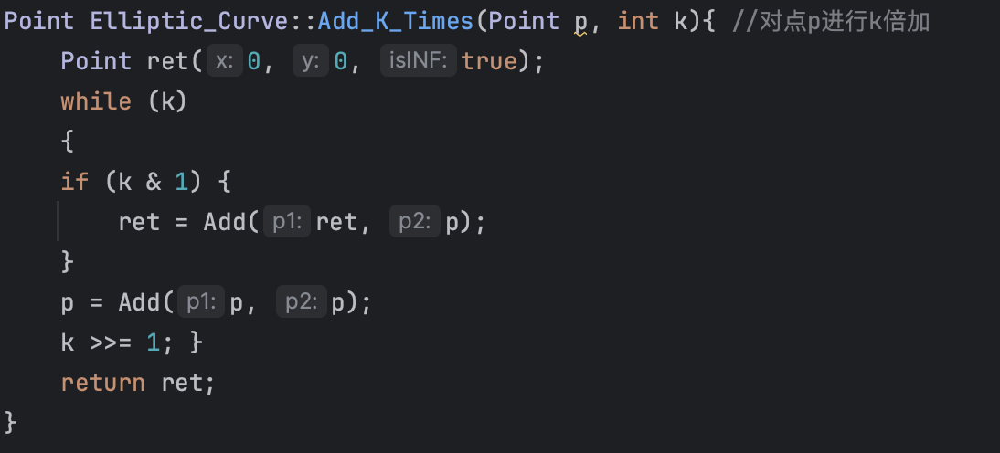 Point Elliptic_Curve::Add_K_Times(Point p, int k){ //对点p进行k倍加
    Point ret( x: 0,  y: 0,  isINF: true);
    while (k)
    {
    if (k & 1) {
        ret = Add( p1: ret,  p2: p);
    }
    p = Add( p1: p,  p2: p);
    k >>= 1; }
    return ret;
}